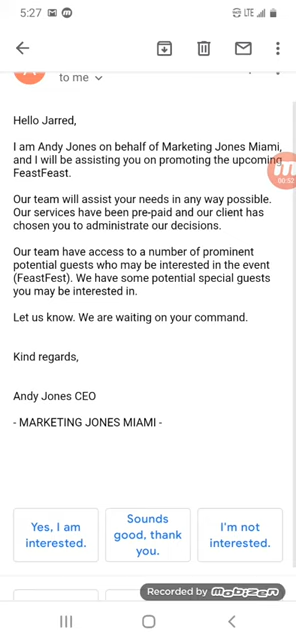 5:27
LTE
to me
Hello Jarred,
I am Andy Jones on behalf of Marketing Jones Miami,
and I will be assisting you on promoting the upcoming
FeastFeast.
00:52
Our team will assist your needs in any way possible.
Our services have been pre-paid and our client has
chosen you to administrate our decisions.
Our team have access to a number of prominent
potential guests who may be interested in the event
(FeastFest). We have some potential special guests
you may be interested in.
Let us know. We are waiting on your command.
Kind regards,
Andy Jones CEO
- MARKETING JONES MIAMI -
Yes, I am
interested.
Sounds
good, thank
you.
I'm not
interested.
Recorded by mobizen